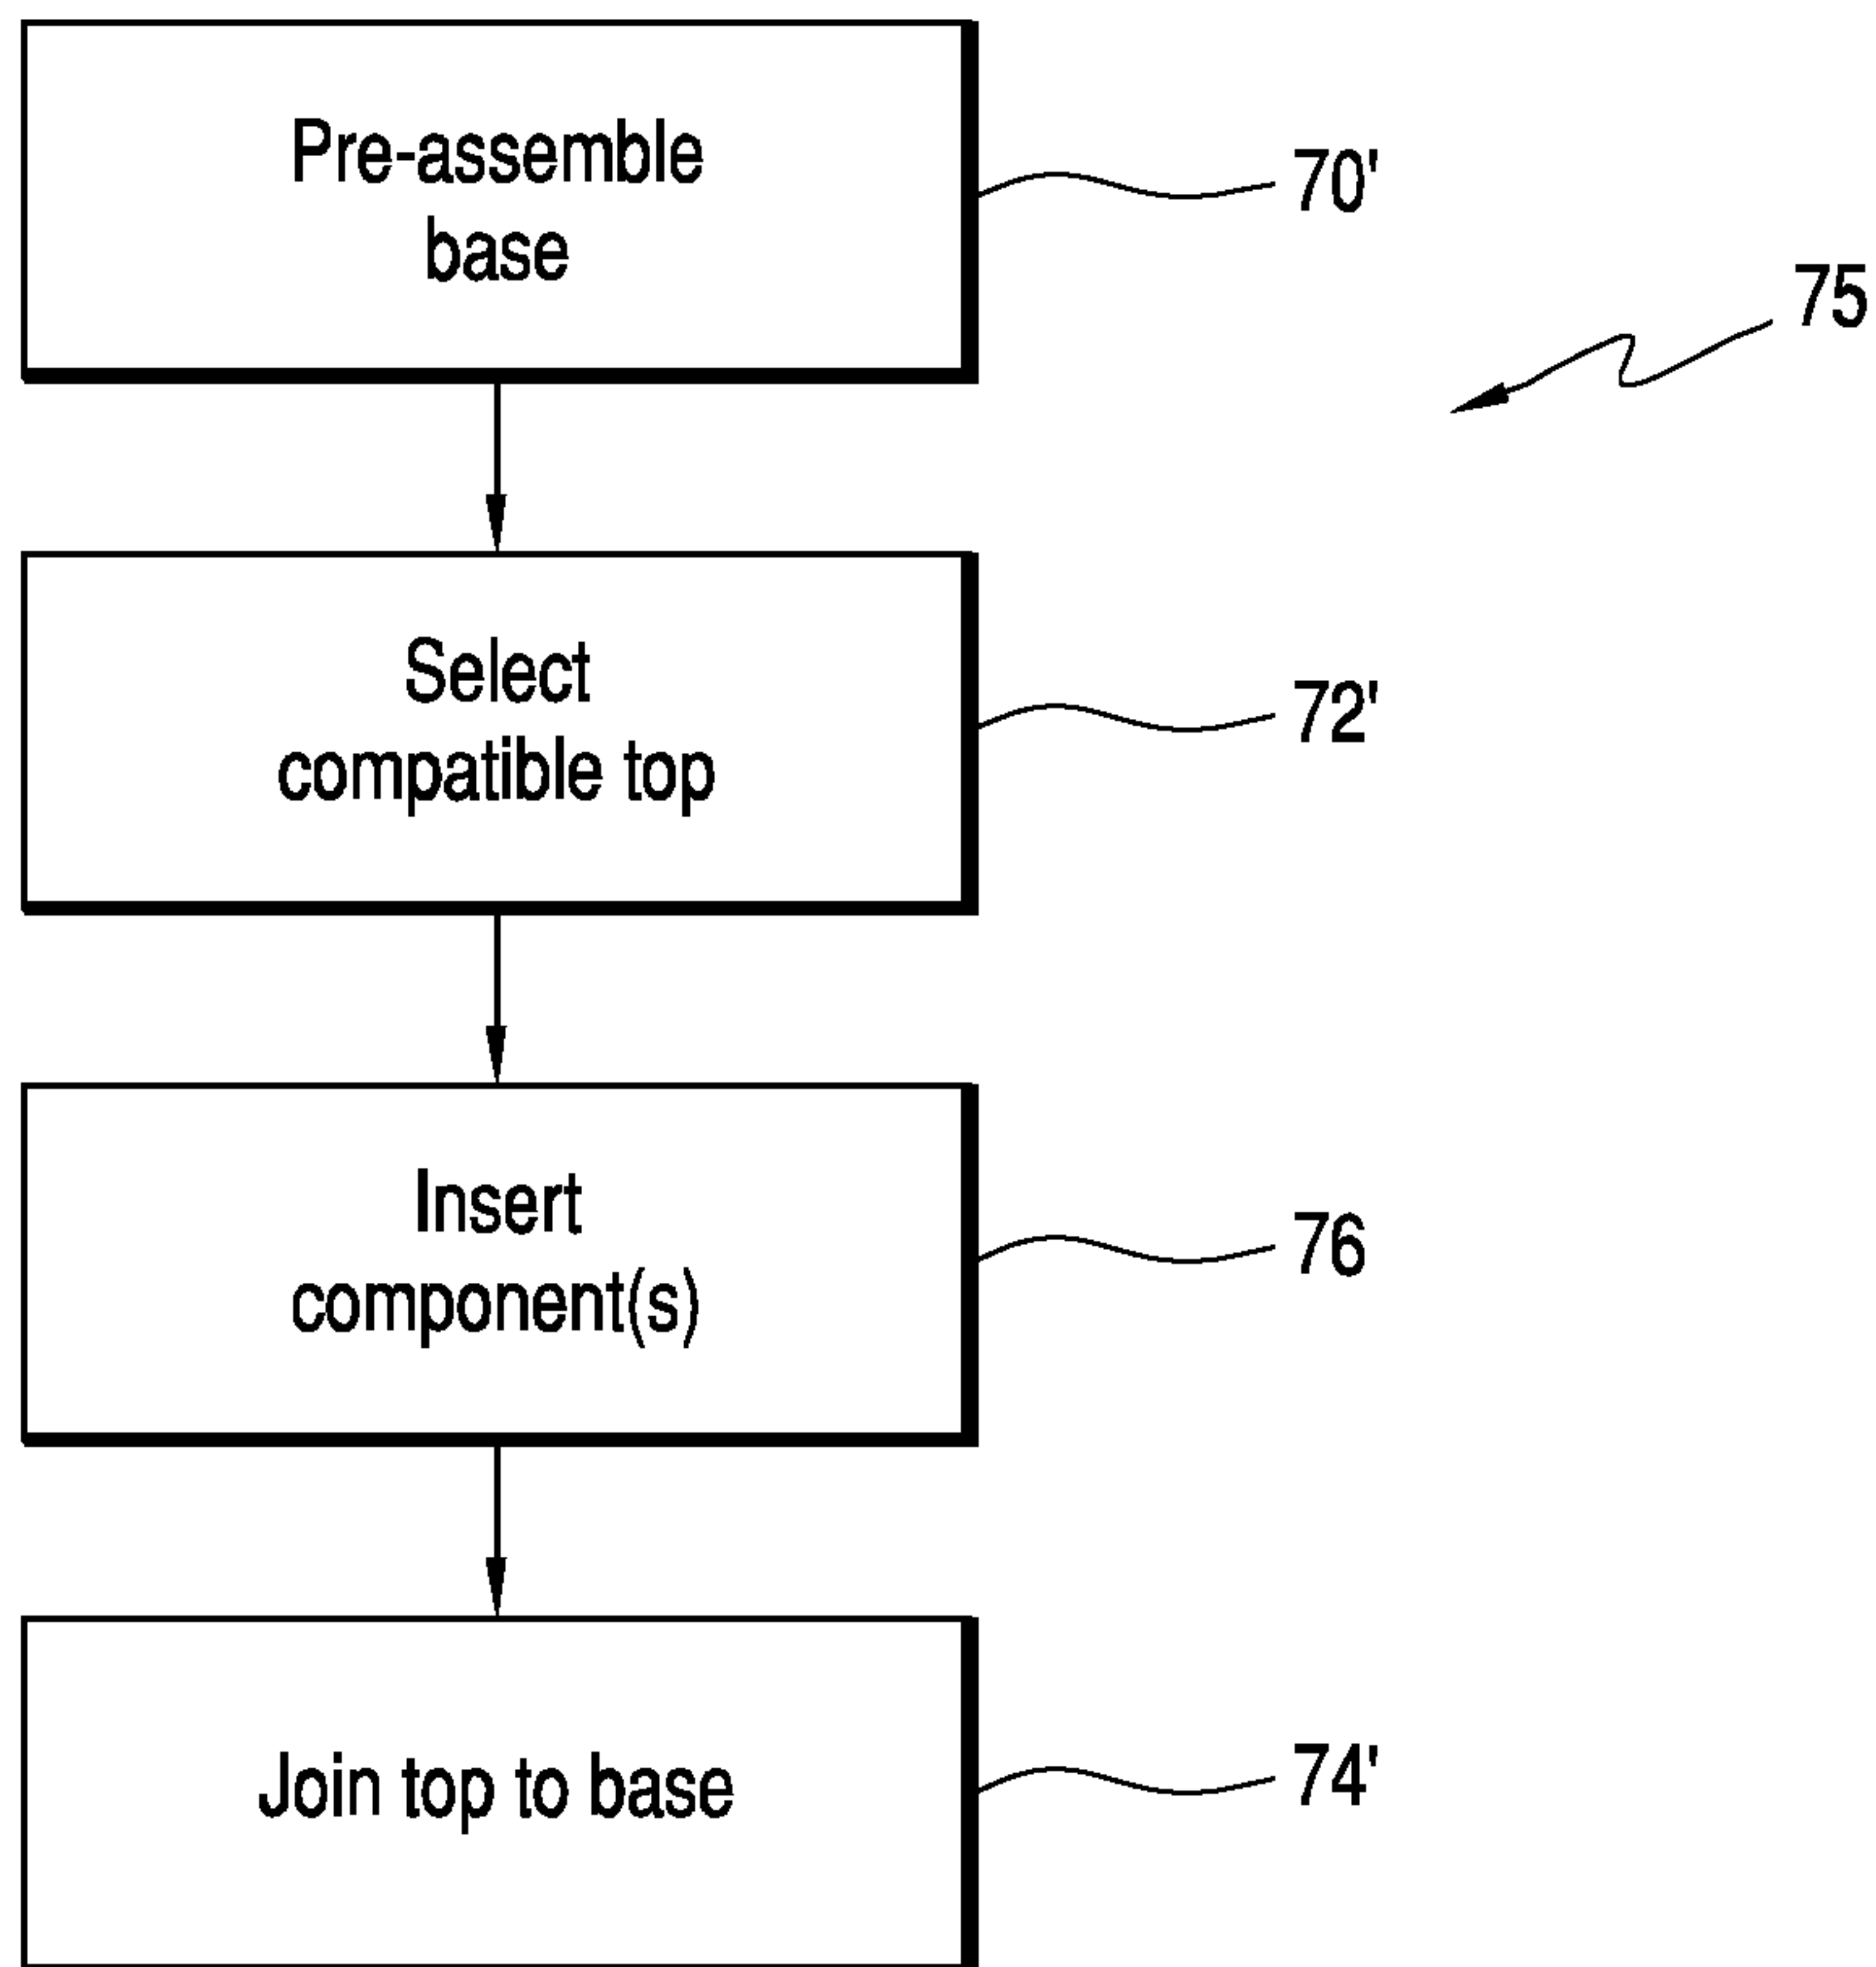 Pre-assemble
base
70'
75
Select
compatible top
72'
Insert
component(s)
76
Join top to base
74'